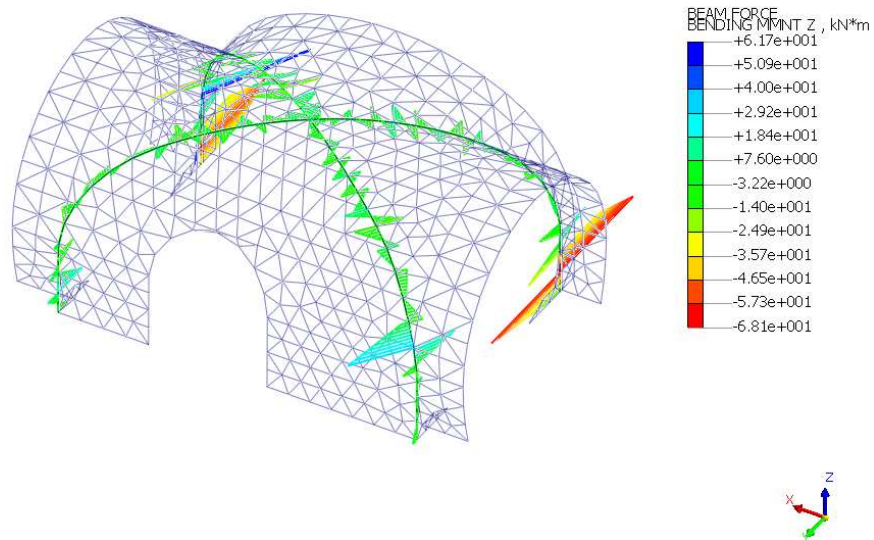 BEAM FORCE
BENDING MMNT Z , kN*m
+6.17e+001
+5.09e+001
+4.00e+001
+2.92e+001
+1.84e+001
+7.60e+000
-3.22e+000
-1.40e+001
-2.49e+001
-3.57e+001
-4.65e+001
-5.73e+001
-6.81e+001
Z
X